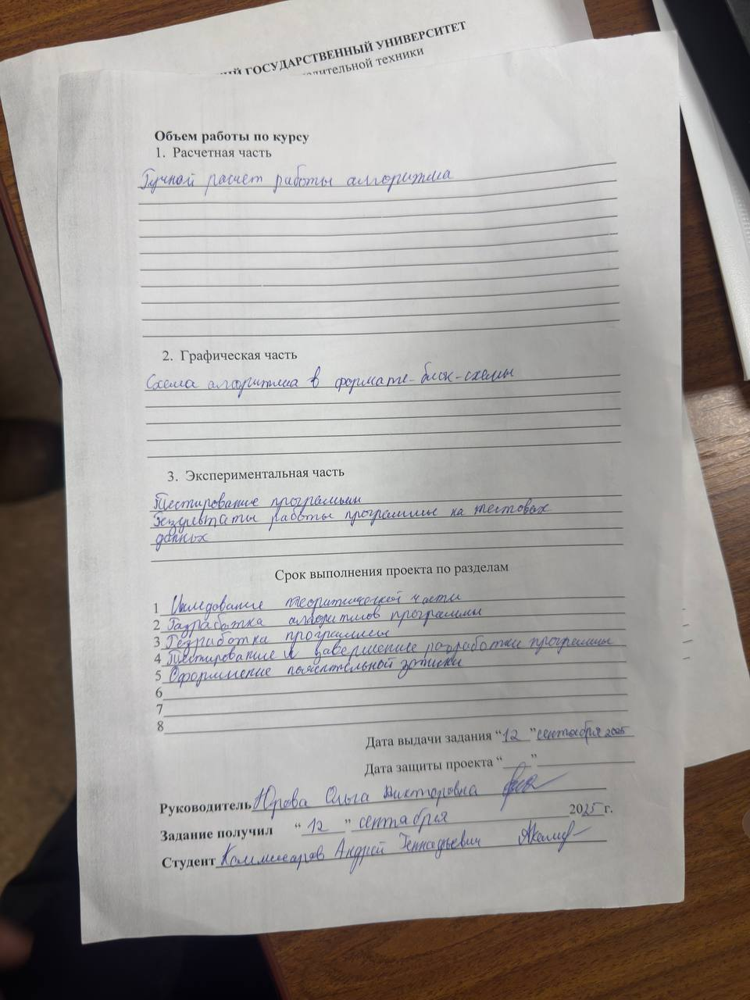 ГОСУДАРСТВЕННЫЙ УНИВЕРСИТЕТ
техники
Объем работы по курсу
1. Расчетная часть
Ручной расчет работы алгоритма
2. Графическая часть
Схема алгоритма в формате блок-схемы
3. Экспериментальная часть
Тестирование программы
Результаты работы программы на тестовых
данных
Срок выполнения проекта по разделам
1 Исследование теоритической части
2 Разработка алгоритмов программы
3 Разработка программы
4 Тестирование и завершение разработки программы
5 Оформление пояснительной записки
6
7
8
Дата выдачи задания “12” сентября 2025
Дата защиты проекта “ ”
Руководитель Юрова Ольга Викторовна
Задание получил “12” сентября 2025 г.
Студент Коммисаров Андрей Геннадьевич